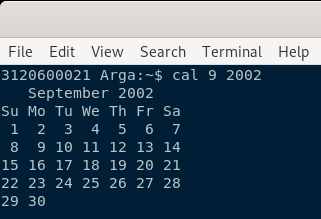 File Edit View Search Terminal Help
3120600021 Arga:~$ cal 9 2002
   September 2002
Su Mo Tu We Th Fr Sa
 1  2  3  4  5  6  7
 8  9 10 11 12 13 14
15 16 17 18 19 20 21
22 23 24 25 26 27 28
29 30